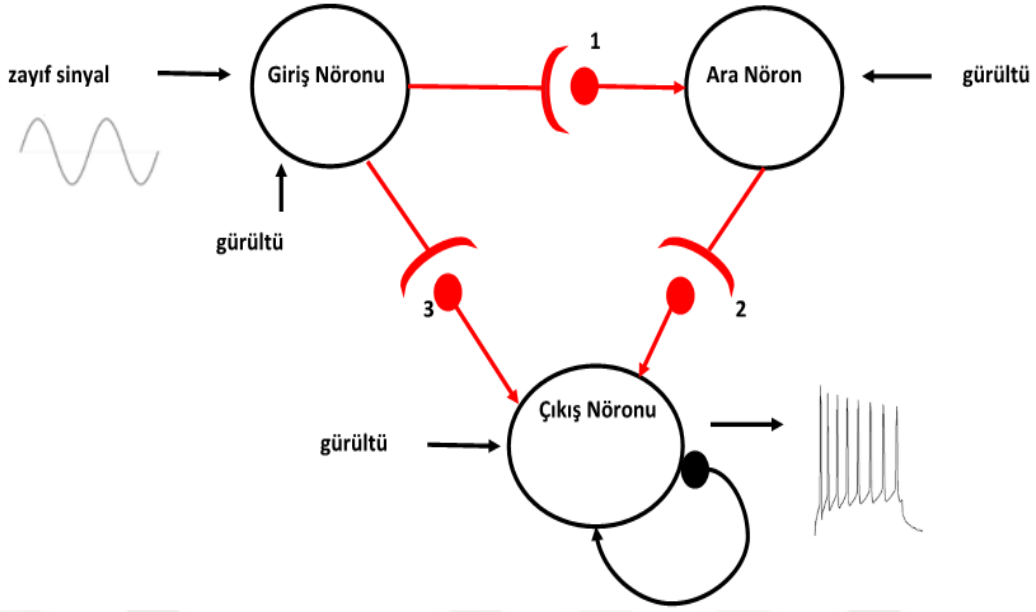 1
zayıf sinyal
Giriş Nöronu
Ara Nöron
gürültü
gürültü
3
2
Çıkış Nöronu
gürültü